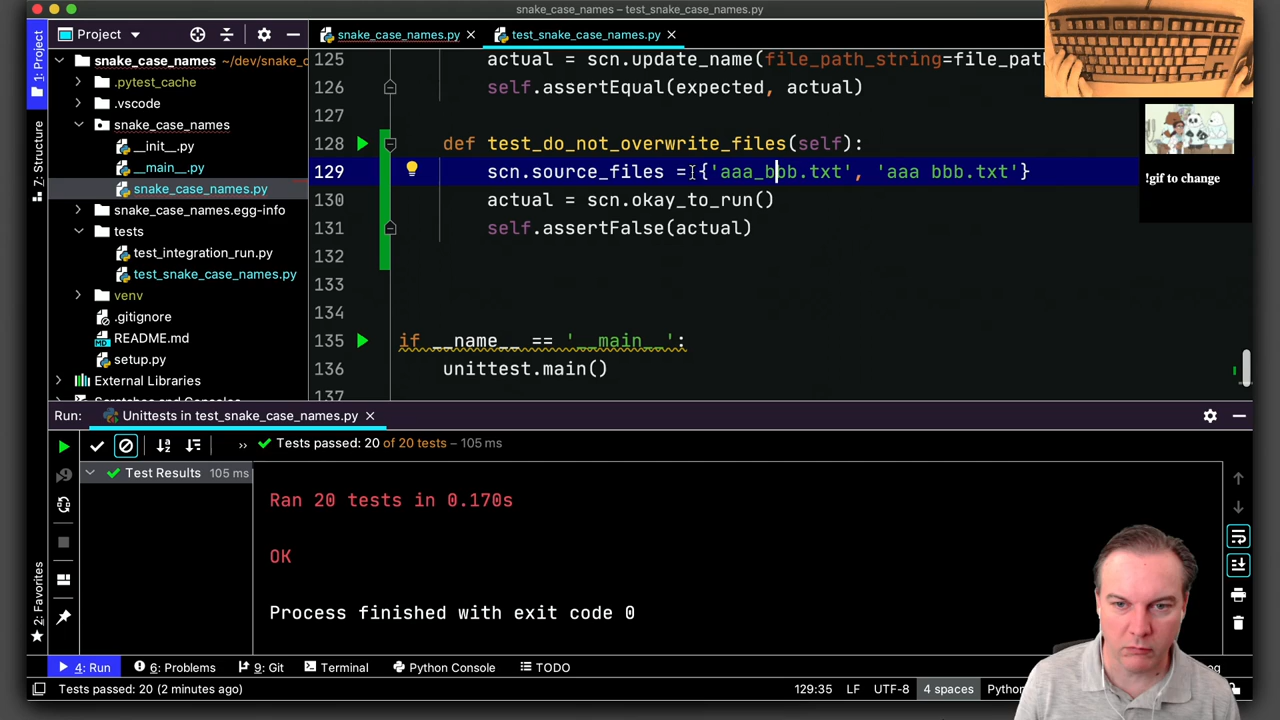 snake_case_names – test_snake_case_names.py
Project
snake_case_names.py
test_snake_case_names.py
1: Project
7: Structure
2: Favorites
snake_case_names ~/dev/snake_c
.pytest_cache
.vscode
snake_case_names
__init__.py
__main__.py
snake_case_names.py
snake_case_names.egg-info
tests
test_integration_run.py
test_snake_case_names.py
venv
.gitignore
README.md
setup.py
External Libraries
Scratches and Consoles
125 actual = scn.update_name(file_path_string=file_path
126 self.assertEqual(expected, actual)
127
128 def test_do_not_overwrite_files(self):
129 scn.source_files = {'aaa_bbb.txt', 'aaa bbb.txt'}
130 actual = scn.okay_to_run()
131 self.assertFalse(actual)
132
133
134
135 if __name__ == '__main__':
136 unittest.main()
137
!gif to change
Run: Unittests in test_snake_case_names.py
Tests passed: 20 of 20 tests – 105 ms
Test Results 105 ms
Ran 20 tests in 0.170s
OK
Process finished with exit code 0
4: Run
6: Problems
9: Git
Terminal
Python Console
TODO
Tests passed: 20 (2 minutes ago)
129:35 LF UTF-8 4 spaces Python